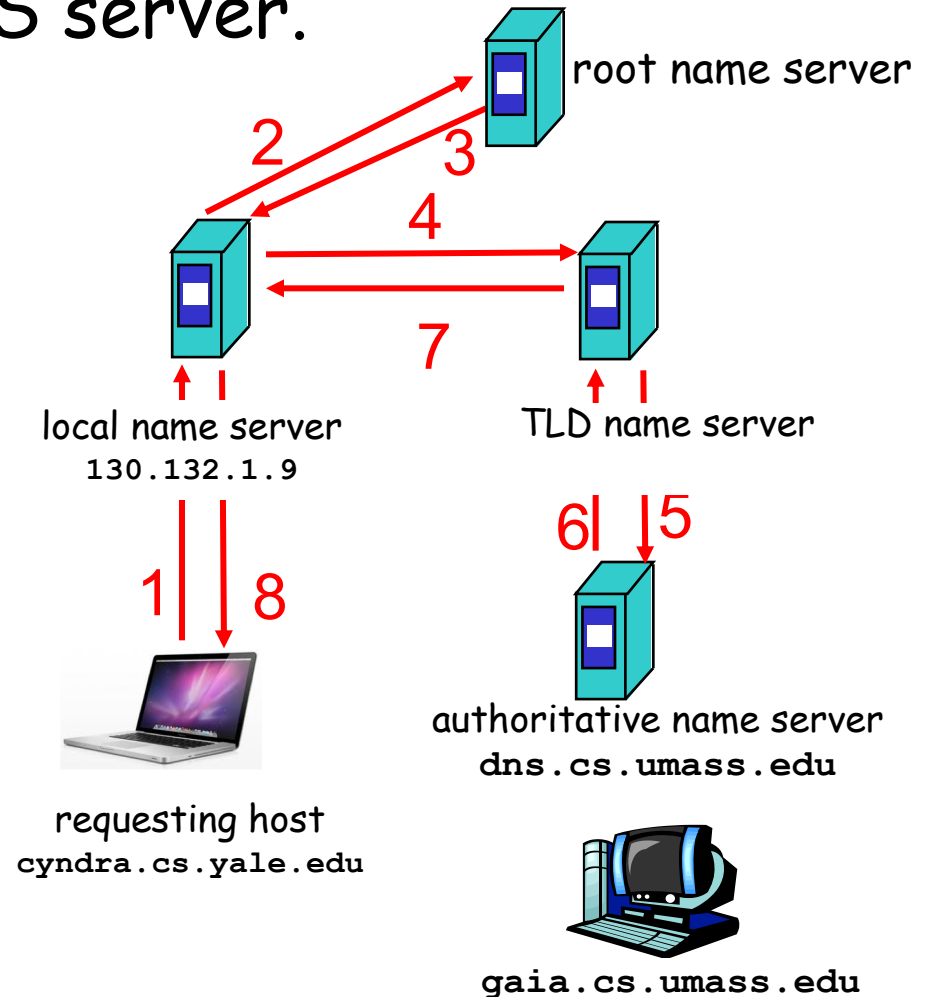 S server.
root name server
2
3
4
7
local name server
130.132.1.9
TLD name server
6
5
1
8
authoritative name server
dns.cs.umass.edu
requesting host
cyndra.cs.yale.edu
gaia.cs.umass.edu